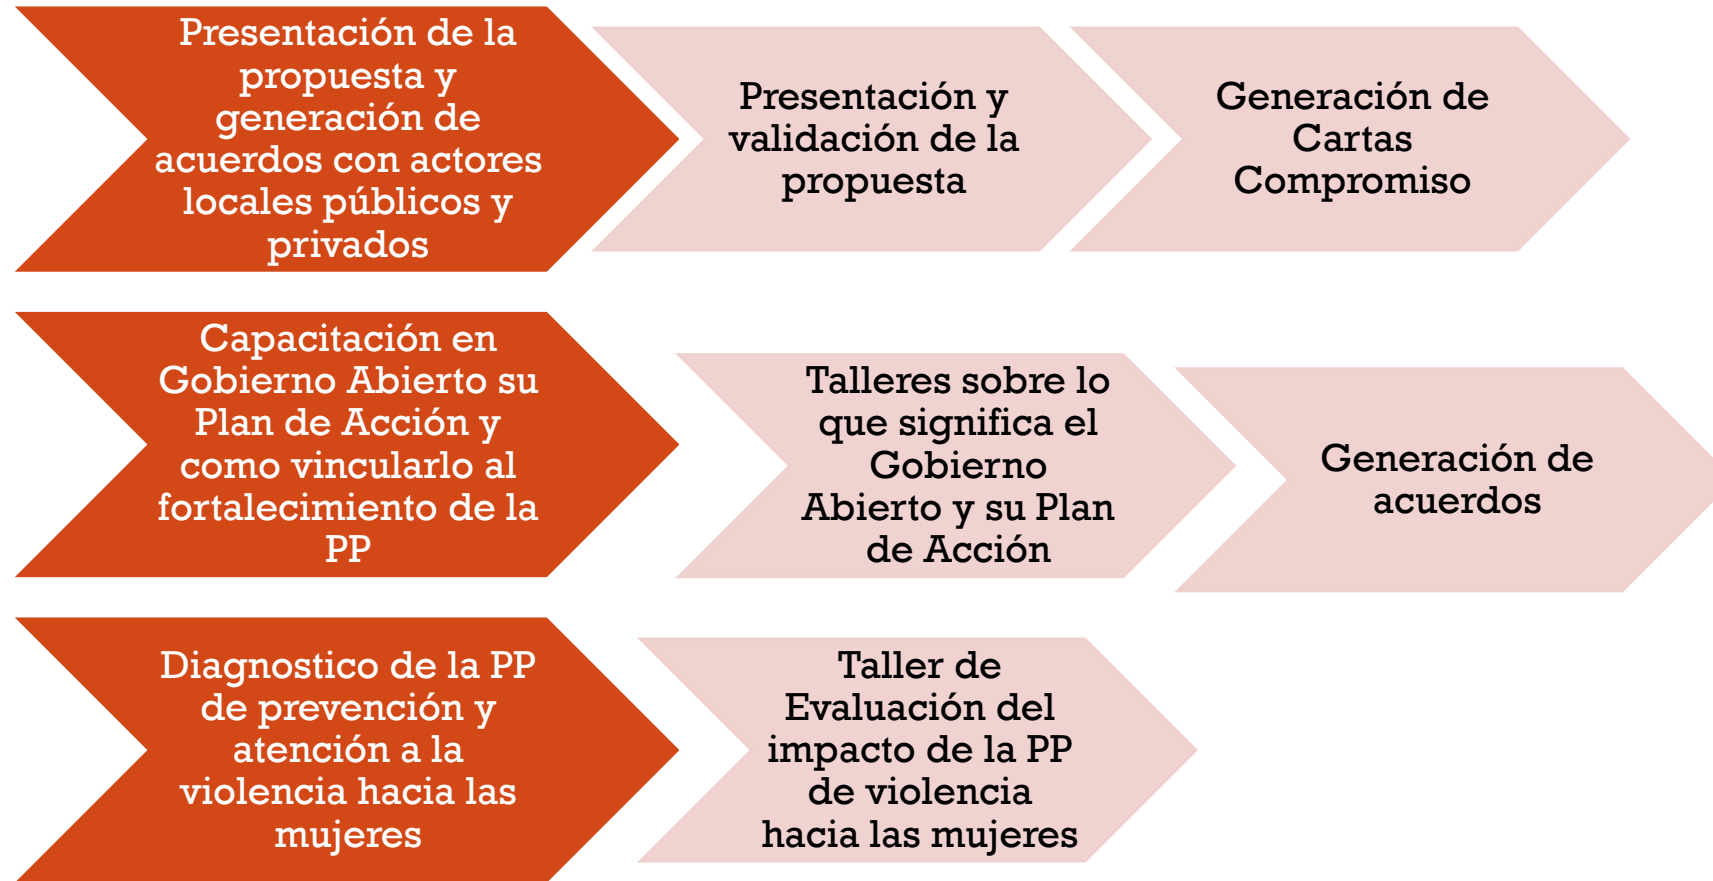 Presentación de la
propuesta y
generación de
acuerdos con actores
locales públicos y
privados
Presentación y
validación de la
propuesta
Generación de
Cartas
Compromiso
Capacitación en
Gobierno Abierto su
Plan de Acción y
como vincularlo al
fortalecimiento de la
PP
Talleres sobre lo
que significa el
Gobierno
Abierto y su Plan
de Acción
Generación de
acuerdos
Diagnostico de la PP
de prevención y
atención a la
violencia hacia las
mujeres
Taller de
Evaluación del
impacto de la PP
de violencia
hacia las mujeres